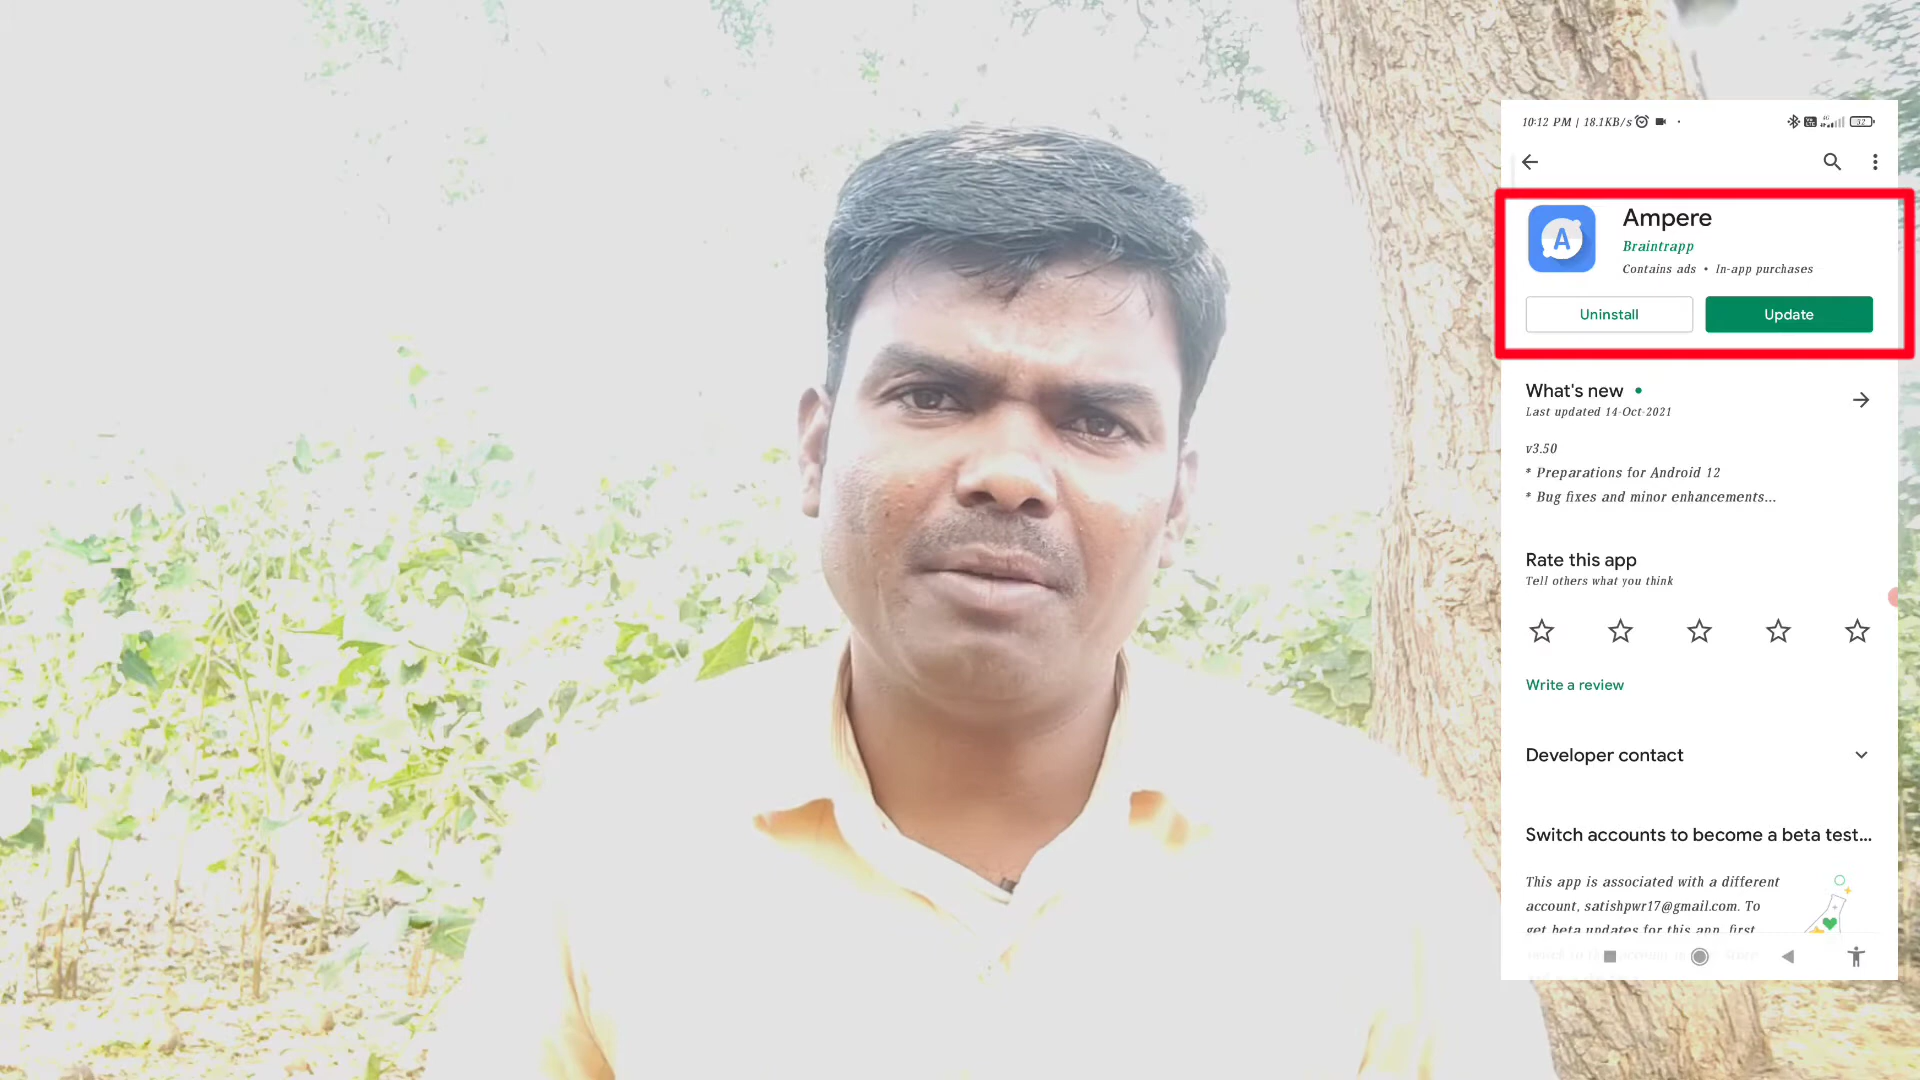 10:12 PM | 18.1KB/s
52
Ampere
A
Braintrapp
Contains ads • In-app purchases
Uninstall
Update
What's new •
Last updated 14-Oct-2021
v3.50
* Preparations for Android 12
* Bug fixes and minor enhancements...
Rate this app
Tell others what you think
Write a review
Developer contact
Switch accounts to become a beta test...
This app is associated with a different
account, satishpwr17@gmail.com. To
get beta updates for this app, first